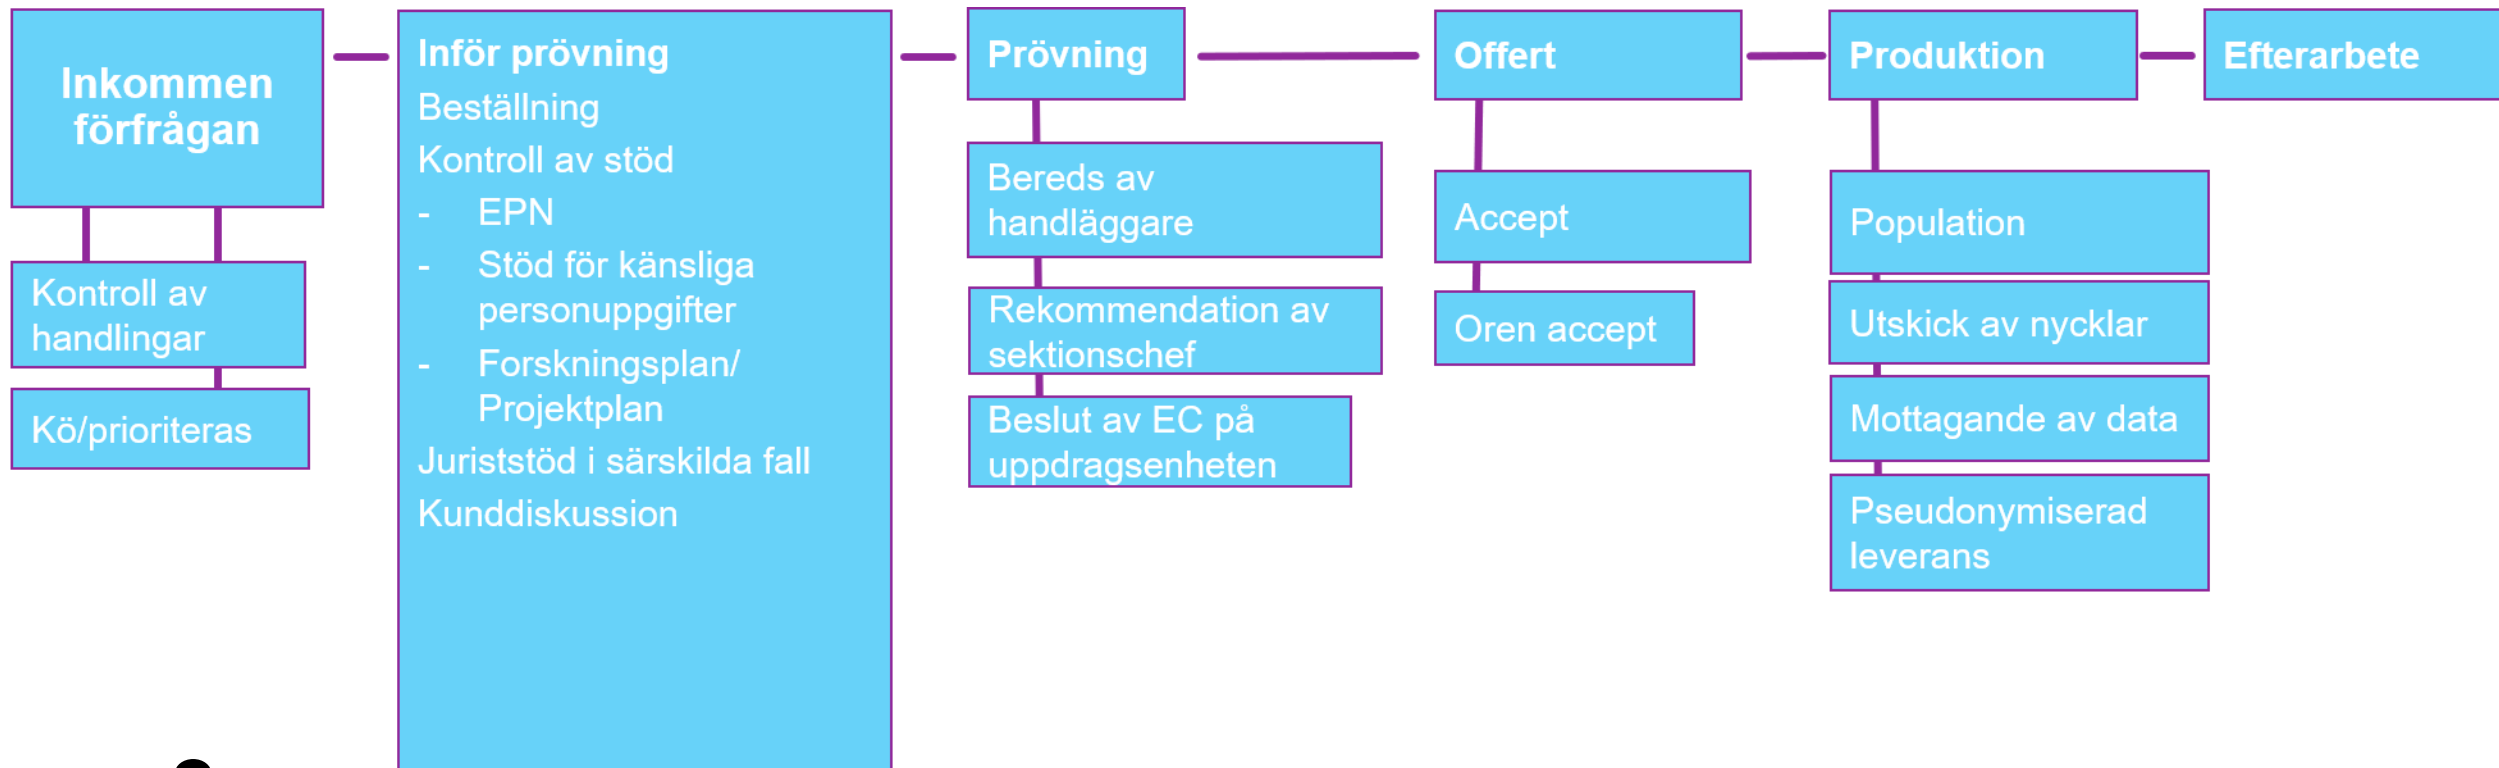 Inkommen
förfrågan
Kontroll av
handlingar
Kö/prioriteras
Inför prövning
Beställning
Kontroll av stöd
- EPN
- Stöd för känsliga
personuppgifter
- Forskningsplan/
Projektplan
Juriststöd i särskilda fall
Kunddiskussion
Prövning
Bereds av
handläggare
Rekommendation av
sektionschef
Beslut av EC på
uppdragsenheten
Offert
Accept
Oren accept
Produktion
Population
Utskick av nycklar
Mottagande av data
Pseudonymiserad
leverans
Efterarbete